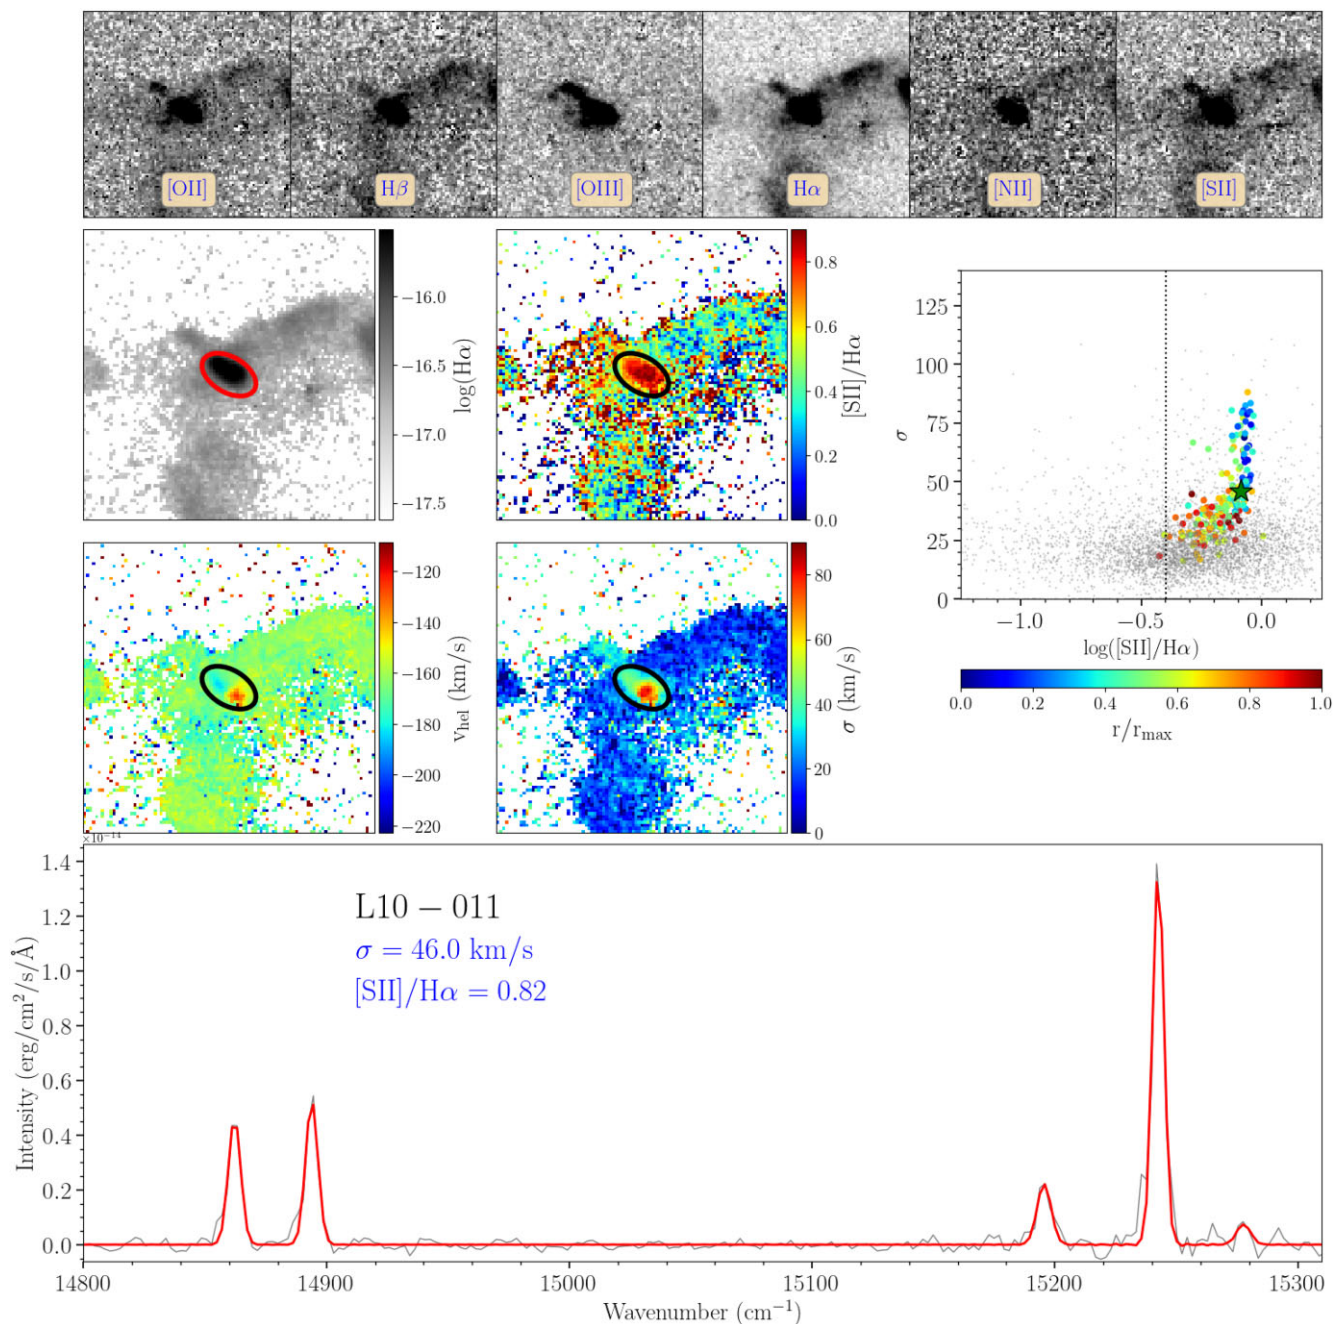 [OII] Hβ [OIII] Hα [NII] [SII]
−16.0
−16.5
−17.0
−17.5
log(Hα)
0.8
0.6
0.4
0.2
0.0
[SII]/Hα
125
100
75
50
25
0
σ
−1.0 −0.5 0.0
log([SII]/Hα)
0.0 0.2 0.4 0.6 0.8 1.0
r/rmax
−120
−140
−160
−180
−200
−220
vhel (km/s)
80
60
40
20
0
σ (km/s)
×10−14
1.4
1.2
1.0
0.8
0.6
0.4
0.2
0.0
Intensity (erg/cm²/s/Å)
L10 − 011
σ = 46.0 km/s
[SII]/Hα = 0.82
14800 14900 15000 15100 15200 15300
Wavenumber (cm⁻¹)